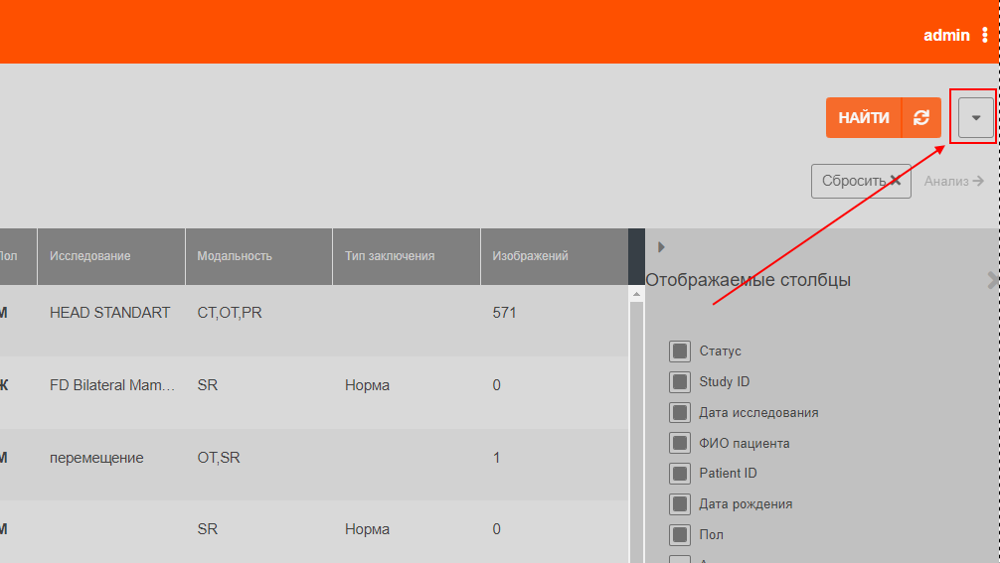 admin
НАЙТИ
Сбросить Анализ
Пол Исследование Модальность Тип заключения Изображений
Отображаемые столбцы
М HEAD STANDART CT,OT,PR 571
Статус
Ж FD Bilateral Mam... SR Норма 0
Study ID
Дата исследования
ФИО пациента
М перемещение OT,SR 1
Patient ID
Дата рождения
М SR Норма 0
Пол